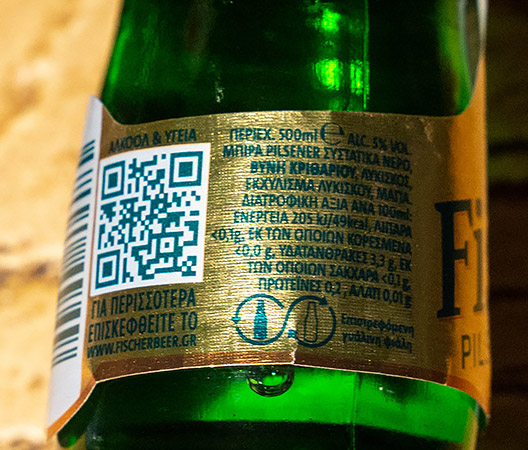 ΑΛΚΟΟΛ & ΥΓΕΙΑ
ΓΙΑ ΠΕΡΙΣΣΟΤΕΡΑ
ΕΠΙΣΚΕΦΘΕΙΤΕ ΤΟ
WWW.FISCHERBEER.GR
ΠΕΡΙΕΧ. 500ml ℮ ALC. 5% VOL
ΜΠΙΡΑ PILSENER ΣΥΣΤΑΤΙΚΑ ΝΕΡΟ,
ΒΥΝΗ ΚΡΙΘΑΡΙΟΥ, ΛΥΚΙΣΚΟΣ,
ΕΚΧΥΛΙΣΜΑ ΛΥΚΙΣΚΟΥ, ΜΑΓΙΑ.
ΔΙΑΤΡΟΦΙΚΗ ΑΞΙΑ ΑΝΑ 100ml:
ΕΝΕΡΓΕΙΑ 205 kJ/49kcal, ΛΙΠΑΡΑ
<0,1g, ΕΚ ΤΩΝ ΟΠΟΙΩΝ ΚΟΡΕΣΜΕΝΑ
<0,0 g, ΥΔΑΤΑΝΘΡΑΚΕΣ 3,3 g, ΕΚ
ΤΩΝ ΟΠΟΙΩΝ ΣΑΚΧΑΡΑ <0,1g,
ΠΡΩΤΕΪΝΕΣ 0,2, ΑΛΑΤΙ 0,01 g
Επιστρεφόμενη
γυάλινη φιάλη
Fi
PIL